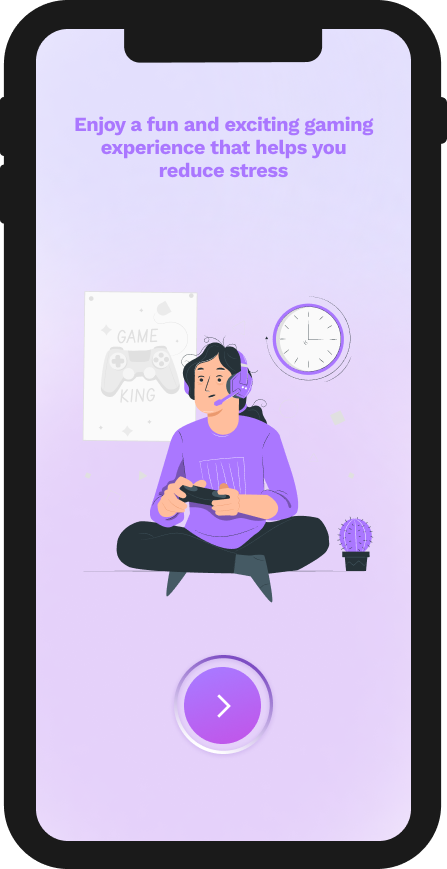 Enjoy a fun and exciting gaming
experience that helps you
reduce stress
GAME
KING